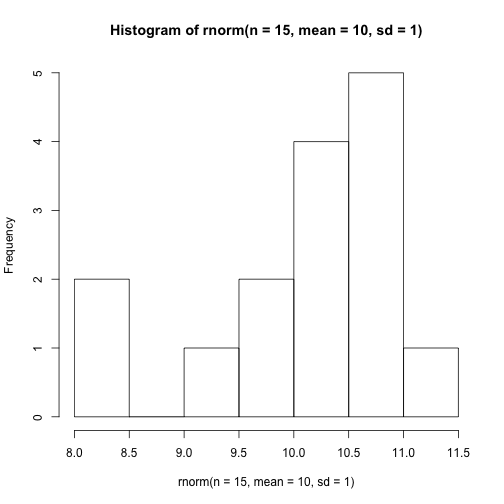 Histogram of rnorm(n = 15, mean = 10, sd = 1)
Frequency
5
4
3
2
1
0
8.0 8.5 9.0 9.5 10.0 10.5 11.0 11.5
rnorm(n = 15, mean = 10, sd = 1)